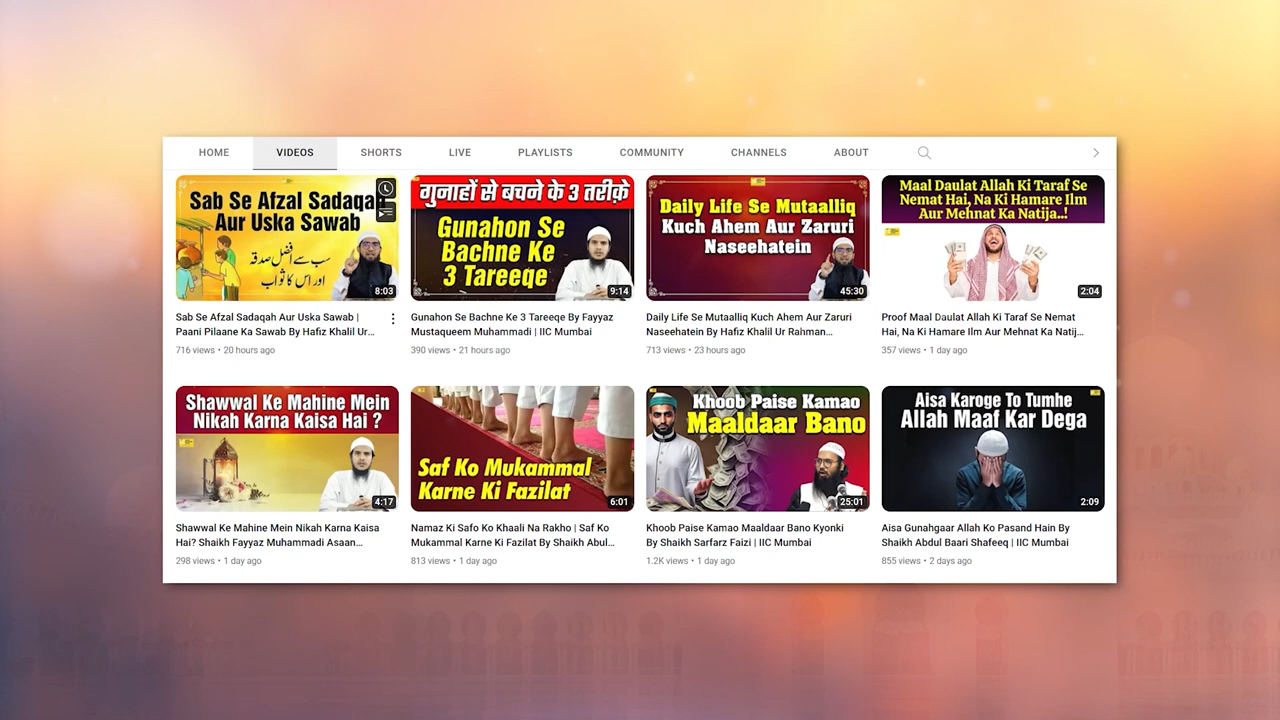 HOME VIDEOS SHORTS LIVE PLAYLISTS COMMUNITY CHANNELS ABOUT
Sab Se Afzal Sadaqah
Aur Uska Sawab
سب سے افضل صدقہ
اور اس کا ثواب
8:03
Sab Se Afzal Sadaqah Aur Uska Sawab |
Paani Pilaane Ka Sawab By Hafiz Khalil Ur...
716 views • 20 hours ago
गुनाहों से बचने के 3 तरीक़े
Gunahon Se
Bachne Ke
3 Tareeqe
9:14
Gunahon Se Bachne Ke 3 Tareeqe By Fayyaz
Mustaqueem Muhammadi | IIC Mumbai
390 views • 21 hours ago
Daily Life Se Mutaalliq
Kuch Ahem Aur Zaruri
Naseehatein
45:30
Daily Life Se Mutaalliq Kuch Ahem Aur Zaruri
Naseehatein By Hafiz Khalil Ur Rahman...
713 views • 23 hours ago
Maal Daulat Allah Ki Taraf Se
Nemat Hai, Na Ki Hamare Ilm
Aur Mehnat Ka Natija..!
2:04
Proof Maal Daulat Allah Ki Taraf Se Nemat
Hai, Na Ki Hamare Ilm Aur Mehnat Ka Natij...
357 views • 1 day ago
Shawwal Ke Mahine Mein
Nikah Karna Kaisa Hai ?
4:17
Shawwal Ke Mahine Mein Nikah Karna Kaisa
Hai? Shaikh Fayyaz Muhammadi Asaan...
298 views • 1 day ago
Saf Ko Mukammal
Karne Ki Fazilat
6:01
Namaz Ki Safo Ko Khaali Na Rakho | Saf Ko
Mukammal Karne Ki Fazilat By Shaikh Abul...
813 views • 1 day ago
Khoob Paise Kamao
Maaldaar Bano
25:01
Khoob Paise Kamao Maaldaar Bano Kyonki
By Shaikh Sarfarz Faizi | IIC Mumbai
1.2K views • 1 day ago
Aisa Karoge To Tumhe
Allah Maaf Kar Dega
2:09
Aisa Gunahgaar Allah Ko Pasand Hain By
Shaikh Abdul Baari Shafeeq | IIC Mumbai
855 views • 2 days ago